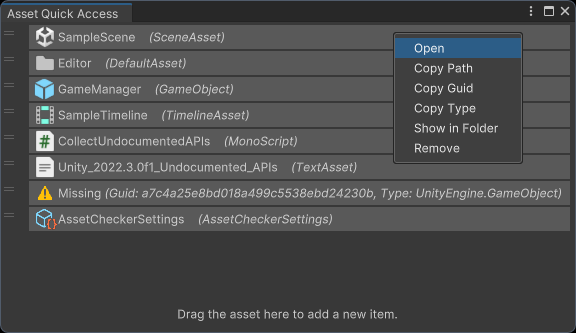 Asset Quick Access
SampleScene (SceneAsset)
Editor (DefaultAsset)
GameManager (GameObject)
SampleTimeline (TimelineAsset)
CollectUndocumentedAPIs (MonoScript)
Unity_2022.3.0f1_Undocumented_APIs (TextAsset)
Missing (Guid: a7c4a25e8bd018a499c5538ebd24230b, Type: UnityEngine.GameObject)
AssetCheckerSettings (AssetCheckerSettings)
Open
Copy Path
Copy Guid
Copy Type
Show in Folder
Remove
Drag the asset here to add a new item.